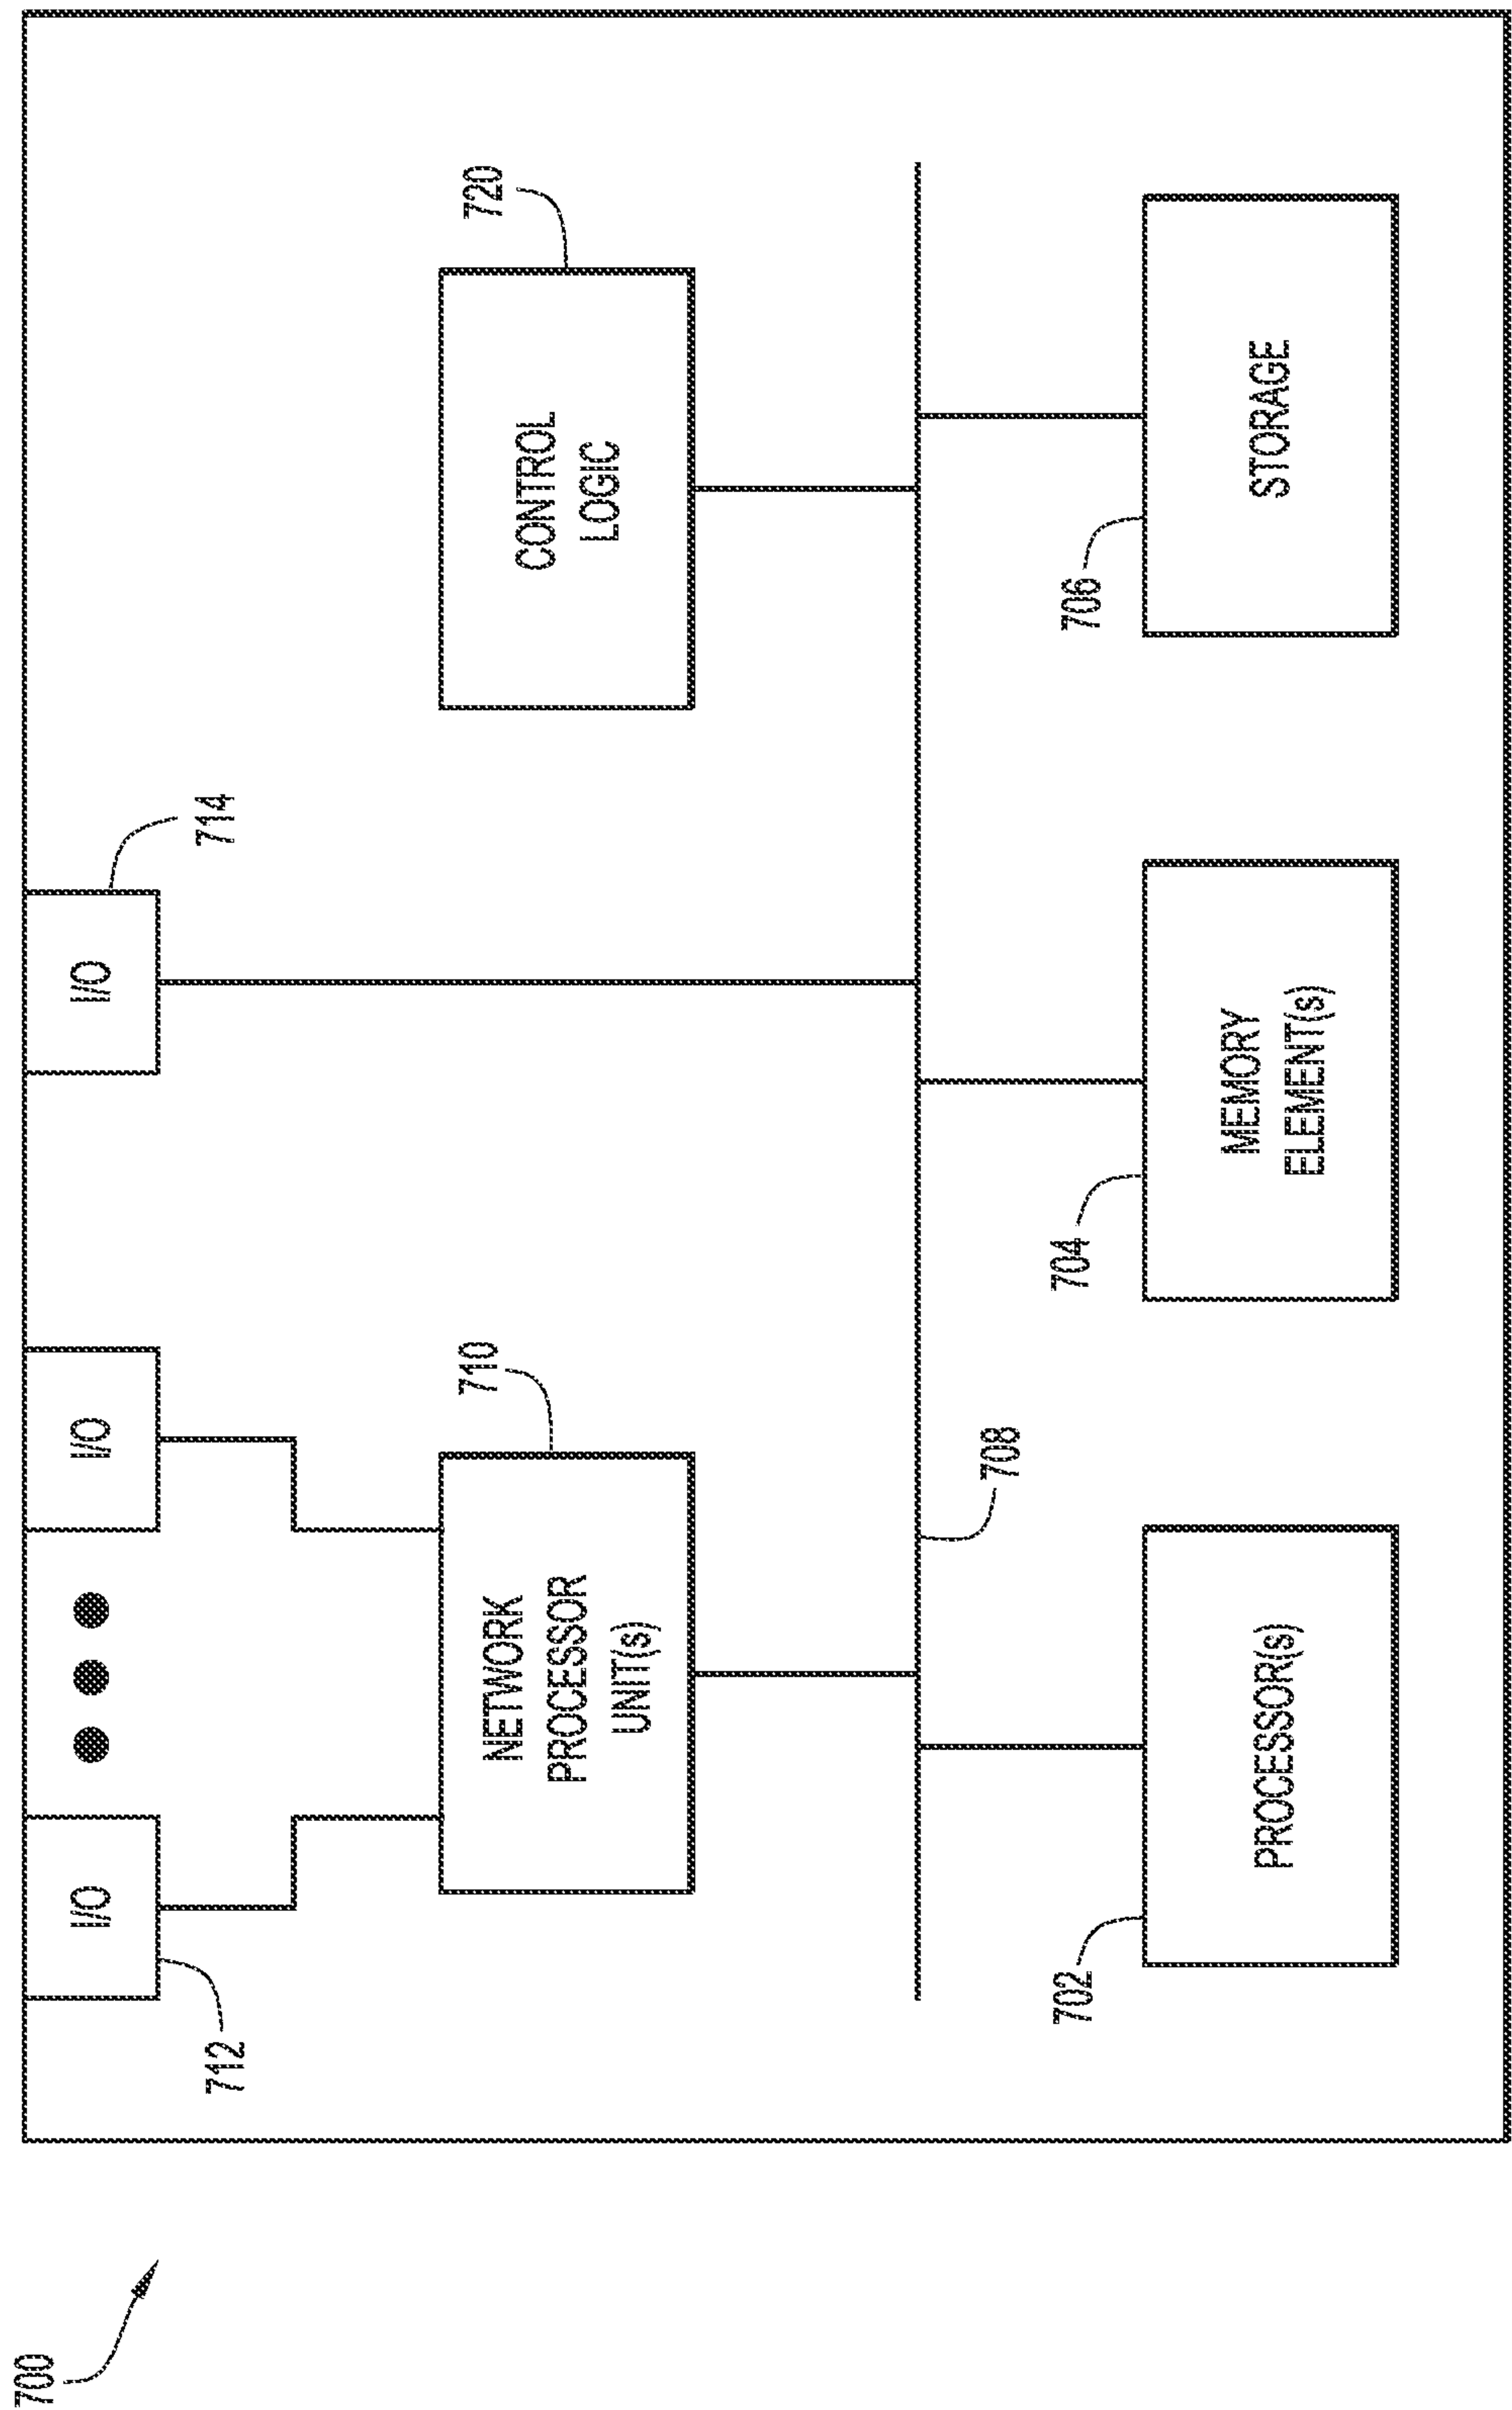 700
712
I/O
I/O
I/O
714
NETWORK
PROCESSOR
UNIT(s)
710
CONTROL
LOGIC
720
708
702
PROCESSOR(s)
704
MEMORY
ELEMENT(s)
706
STORAGE